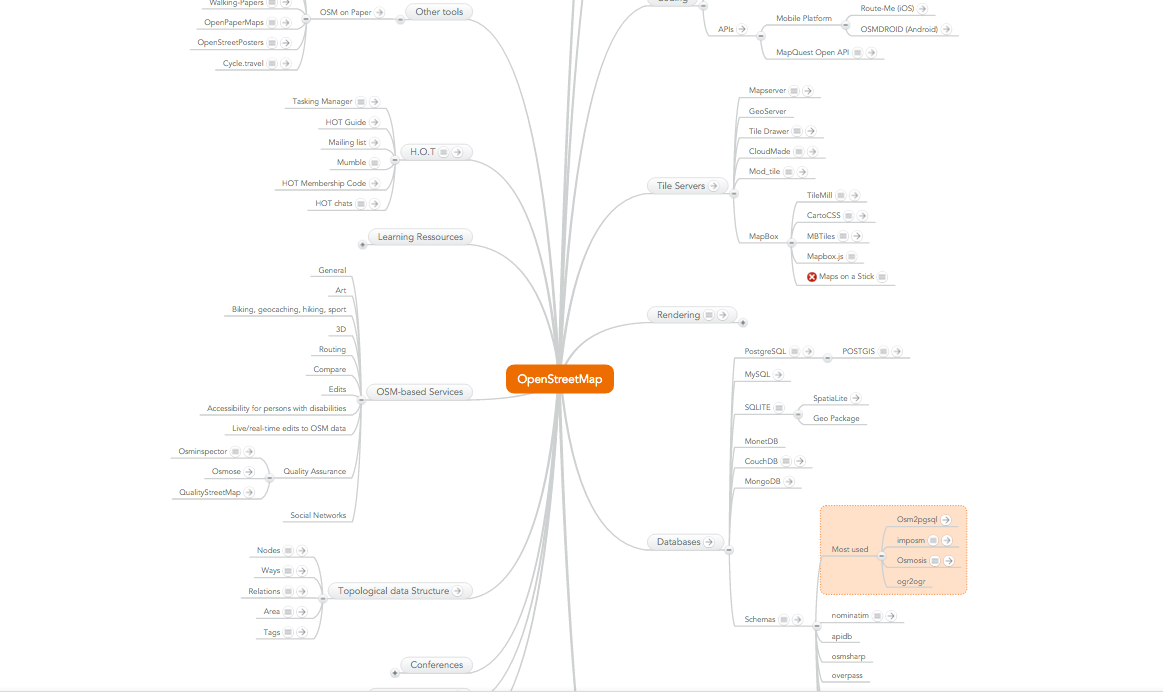 Walking-Papers
OpenPaperMaps
OpenStreetPosters
Cycle.travel
OSM on Paper
Other tools
Tasking Manager
HOT Guide
Mailing list
Mumble
HOT Membership Code
HOT chats
H.O.T
Learning Ressources
General
Art
Biking, geocaching, hiking, sport
3D
Routing
Compare
Edits
Accessibility for persons with disabilities
Live/real-time edits to OSM data
Osminspector
Osmose
QualityStreetMap
Quality Assurance
Social Networks
OSM-based Services
Nodes
Ways
Relations
Area
Tags
Topological data Structure
Conferences
OpenStreetMap
Coding
APIs
Mobile Platform
Route-Me (iOS)
OSMDROID (Android)
MapQuest Open API
Tile Servers
Mapserver
GeoServer
Tile Drawer
CloudMade
Mod_tile
MapBox
TileMill
CartoCSS
MBTiles
Mapbox.js
Maps on a Stick
Rendering
Databases
PostgreSQL
POSTGIS
MySQL
SQLITE
SpatiaLite
Geo Package
MonetDB
CouchDB
MongoDB
Schemas
Most used
Osm2pgsql
imposm
Osmosis
ogr2ogr
nominatim
apidb
osmsharp
overpass